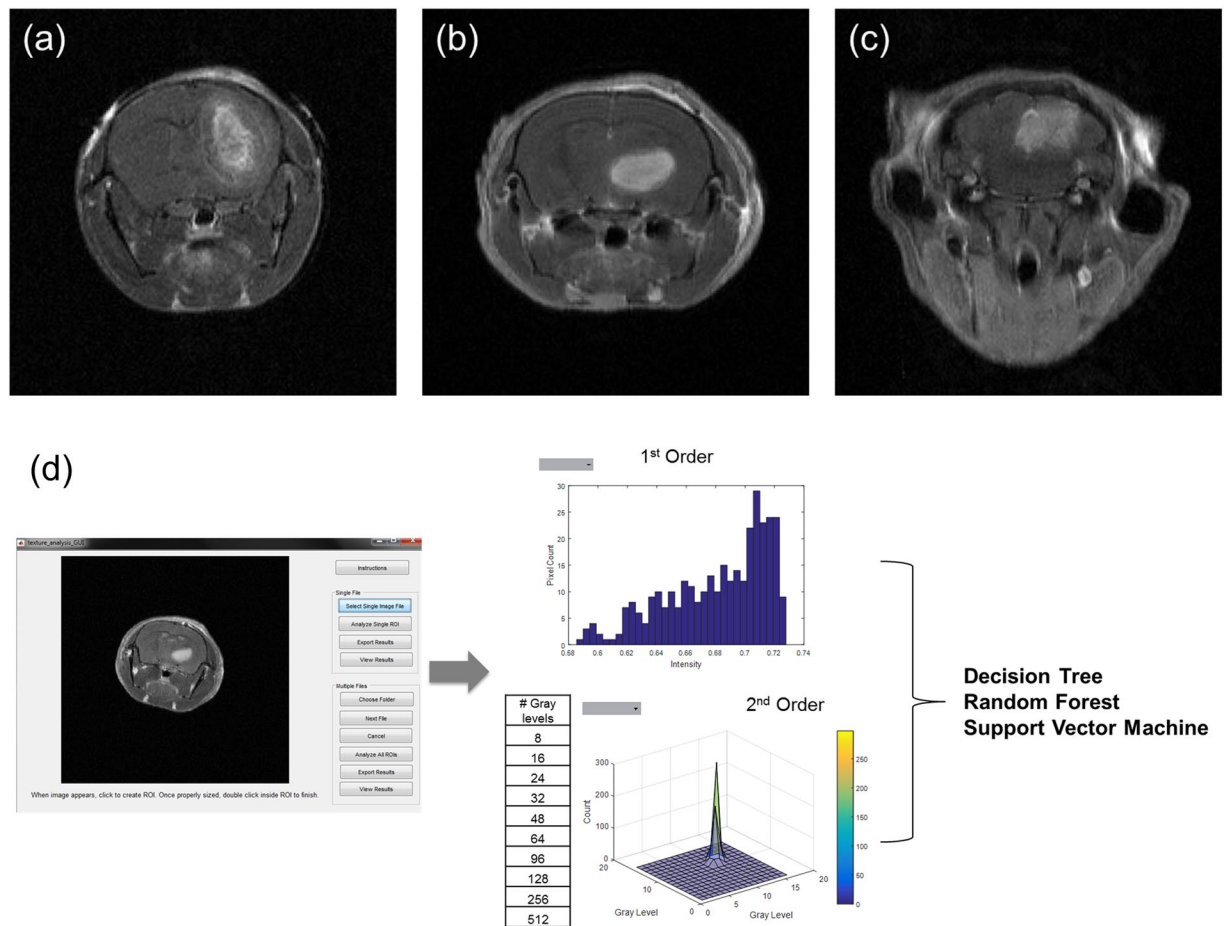 (a)
(b)
(c)
(d)
texture_analysis_GUI
Instructions
Single File
Select Single Image File
Analyze Single ROI
Export Results
View Results
Multiple Files
Choose Folder
Next File
Cancel
Analyze All ROIs
Export Results
View Results
When image appears, click to create ROI. Once properly sized, double click inside ROI to finish.
1st Order
30
25
20
15
10
5
0
Pixel Count
0.58 0.6 0.62 0.64 0.66 0.68 0.7 0.72 0.74
Intensity
# Gray
levels
8
16
24
32
48
64
96
128
256
512
2nd Order
300
200
100
0
Count
20
10
0
Gray Level
0 5 10 15 20
Gray Level
250
200
150
100
50
0
Decision Tree
Random Forest
Support Vector Machine